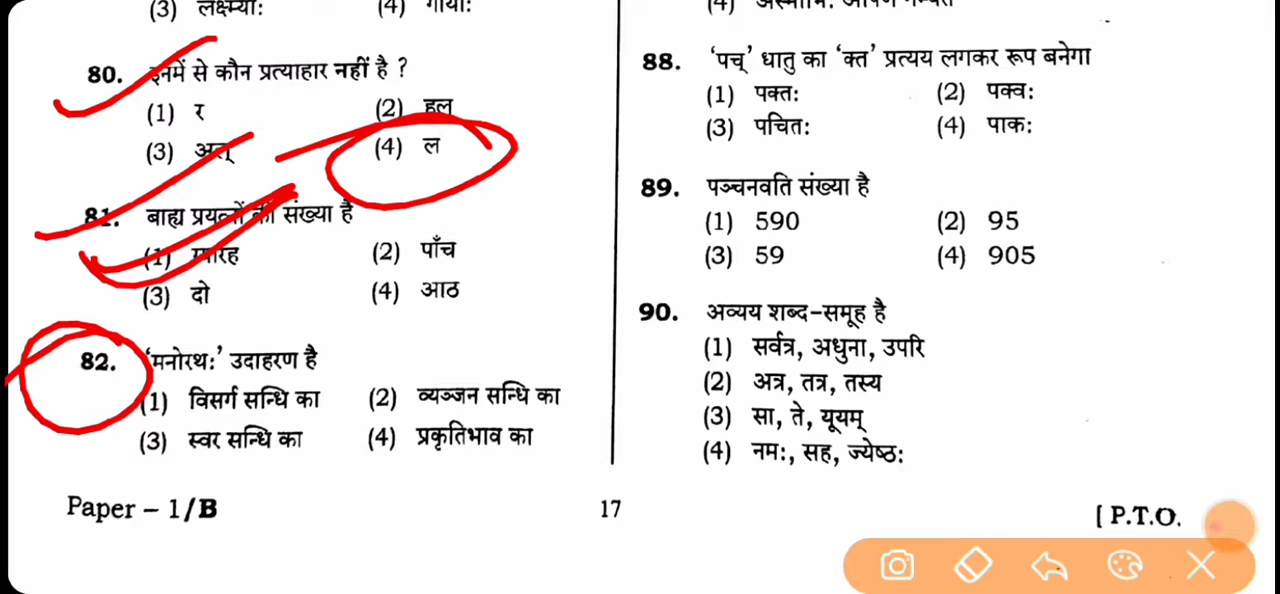 (3) लक्ष्म्याः (4) गायाः
80. इनमें से कौन प्रत्याहार नहीं है ?
(1) र (2) हल्
(3) अत् (4) ल
81. बाह्य प्रयत्नों की संख्या है
(1) ग्यारह (2) पाँच
(3) दो (4) आठ
82. 'मनोरथः' उदाहरण है
(1) विसर्ग सन्धि का (2) व्यञ्जन सन्धि का
(3) स्वर सन्धि का (4) प्रकृतिभाव का
Paper – 1/B
(4)
88. 'पच्' धातु का 'क्त' प्रत्यय लगकर रूप बनेगा
(1) पक्तः (2) पक्वः
(3) पचितः (4) पाकः
89. पञ्चनवति संख्या है
(1) 590 (2) 95
(3) 59 (4) 905
90. अव्यय शब्द-समूह है
(1) सर्वत्र, अधुना, उपरि
(2) अत्र, तत्र, तस्य
(3) सा, ते, यूयम्
(4) नमः, सह, ज्येष्ठः
17
[ P.T.O.